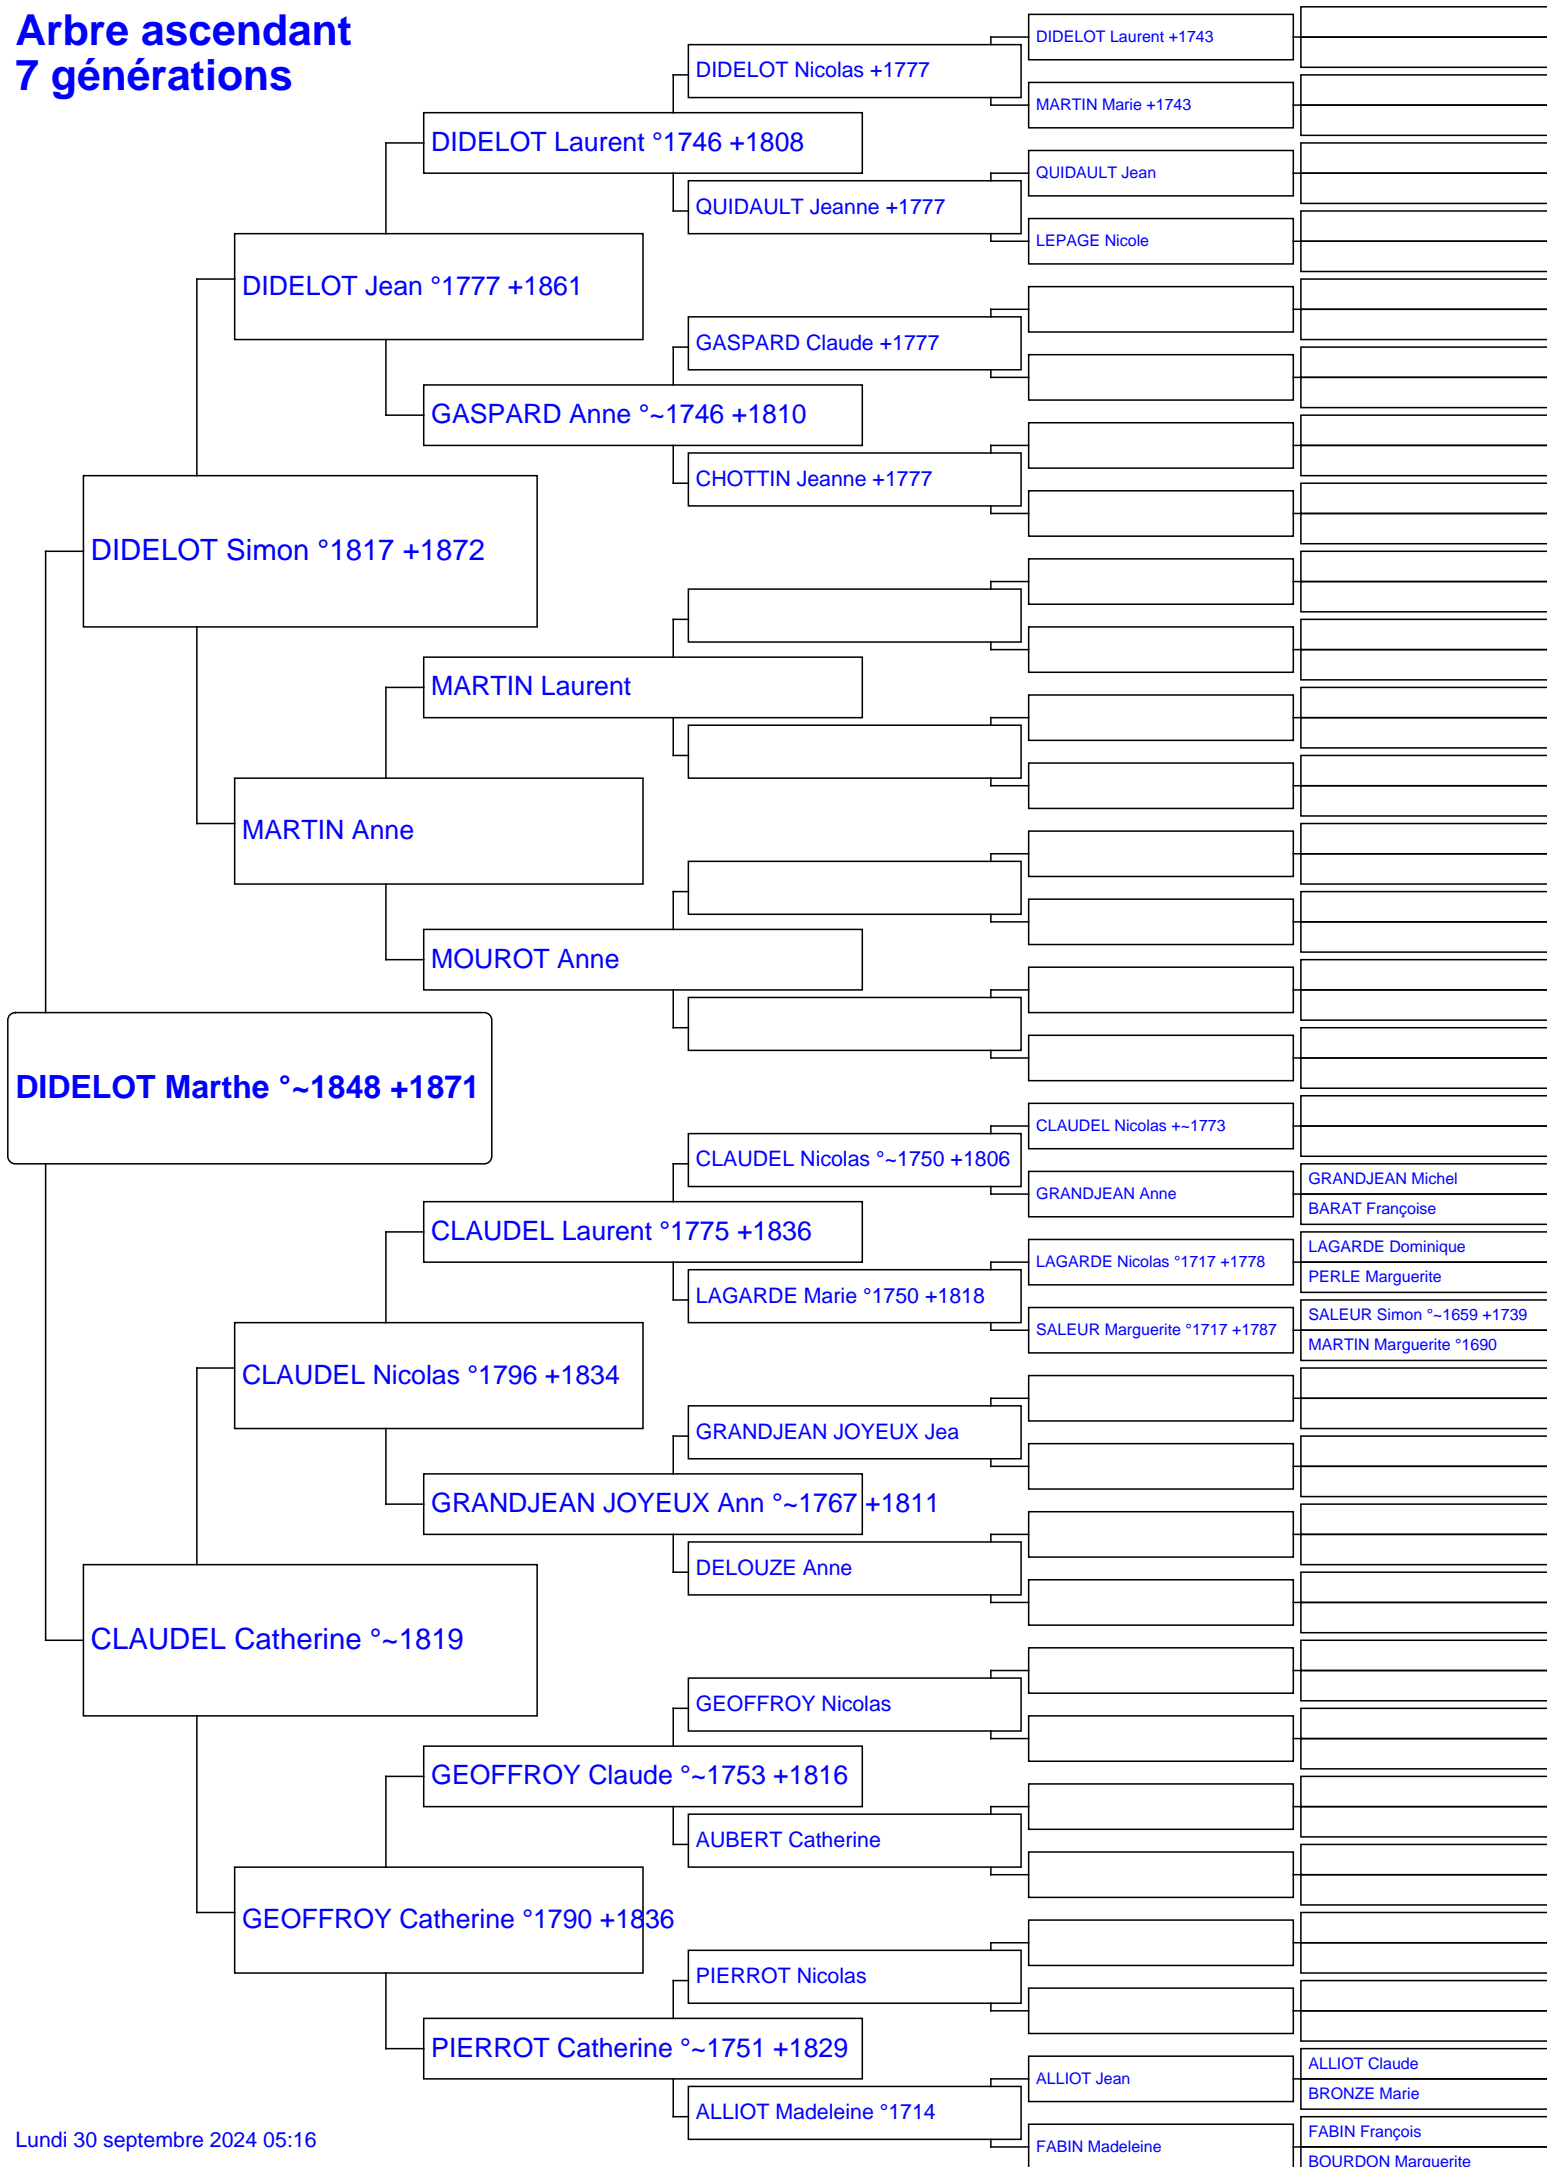 Arbre ascendant
7 générations
DIDELOT Laurent +1743
DIDELOT Nicolas +1777
MARTIN Marie +1743
DIDELOT Laurent °1746 +1808
QUIDAULT Jean
QUIDAULT Jeanne +1777
LEPAGE Nicole
DIDELOT Jean °1777 +1861
GASPARD Claude +1777
GASPARD Anne °~1746 +1810
CHOTTIN Jeanne +1777
DIDELOT Simon °1817 +1872
MARTIN Laurent
MARTIN Anne
MOUROT Anne
DIDELOT Marthe °~1848 +1871
CLAUDEL Nicolas +~1773
CLAUDEL Nicolas °~1750 +1806
GRANDJEAN Michel
GRANDJEAN Anne
BARAT Françoise
CLAUDEL Laurent °1775 +1836
LAGARDE Dominique
LAGARDE Nicolas °1717 +1778
PERLE Marguerite
LAGARDE Marie °1750 +1818
SALEUR Simon °~1659 +1739
SALEUR Marguerite °1717 +1787
MARTIN Marguerite °1690
CLAUDEL Nicolas °1796 +1834
GRANDJEAN JOYEUX Jea
GRANDJEAN JOYEUX Ann °~1767 +1811
DELOUZE Anne
CLAUDEL Catherine °~1819
GEOFFROY Nicolas
GEOFFROY Claude °~1753 +1816
AUBERT Catherine
GEOFFROY Catherine °1790 +1836
PIERROT Nicolas
PIERROT Catherine °~1751 +1829
ALLIOT Claude
ALLIOT Jean
BRONZE Marie
ALLIOT Madeleine °1714
FABIN François
FABIN Madeleine
BOURDON Marguerite
Lundi 30 septembre 2024 05:16